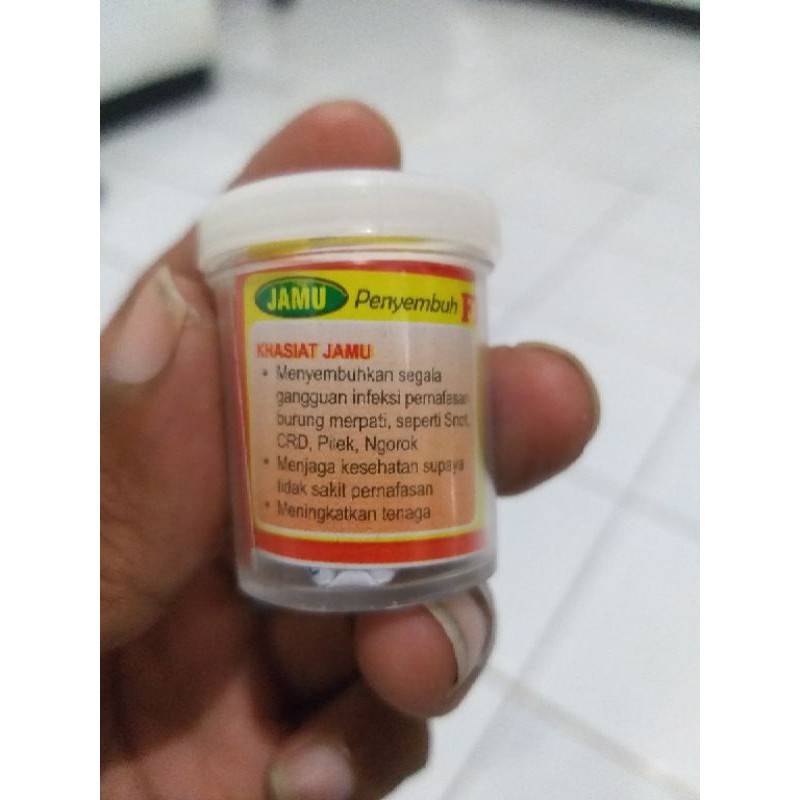 JAMU Penyembuh F
KHASIAT JAMU
• Menyembuhkan segala
gangguan infeksi pernafasan
burung merpati, seperti Snot,
CRD, Pilek, Ngorok
• Menjaga kesehatan supaya
tidak sakit pernafasan
• Meningkatkan tenaga